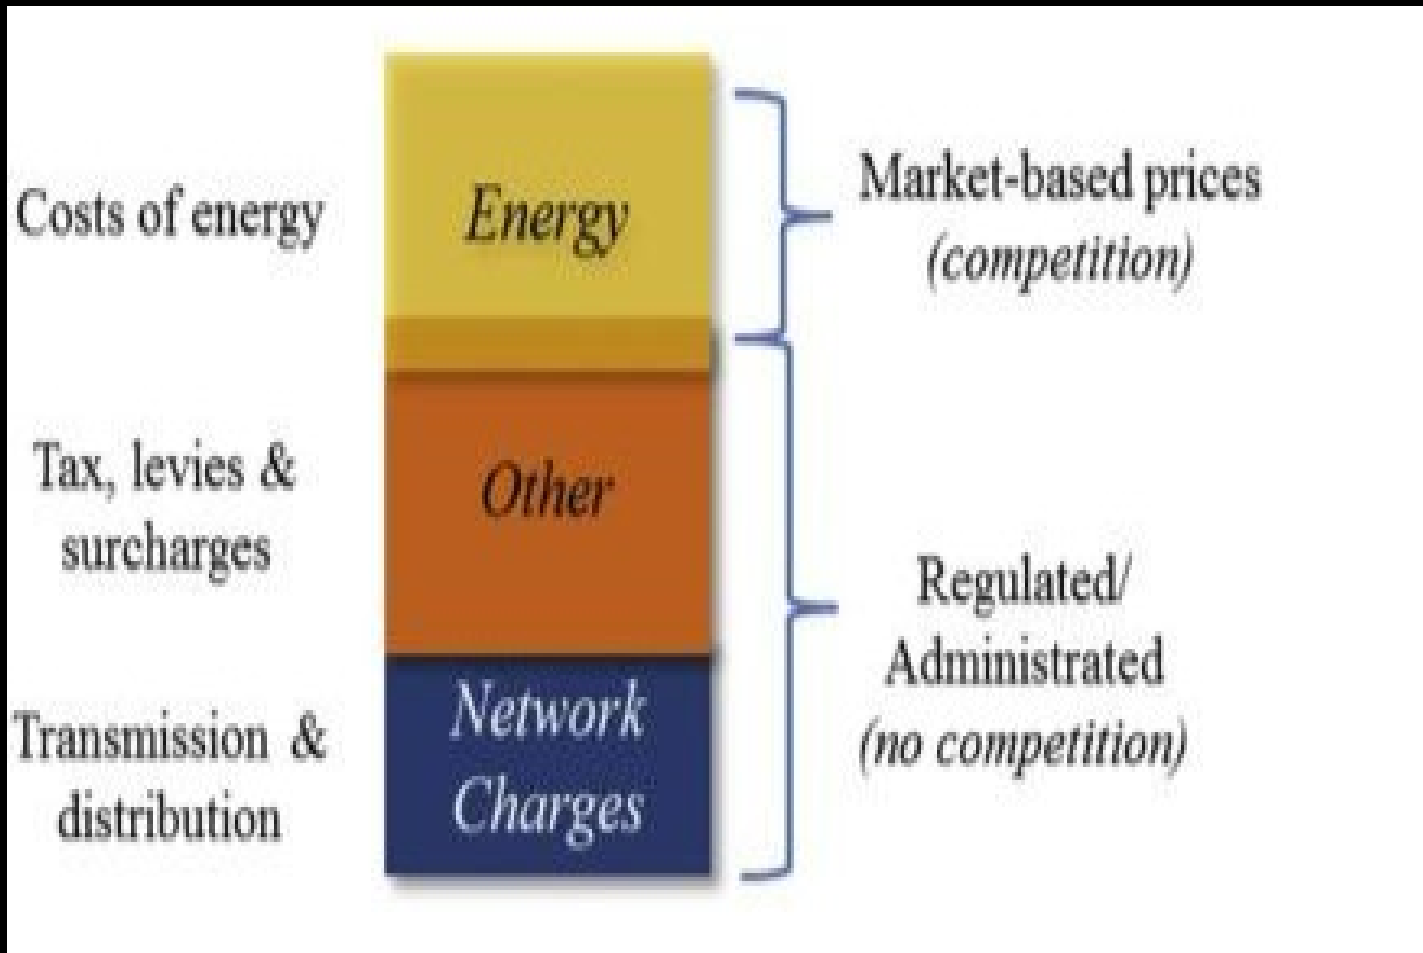 Costs of energy
Energy
Market-based prices
(competition)
Tax, levies &
surcharges
Other
Regulated/
Administrated
(no competition)
Transmission &
distribution
Network
Charges